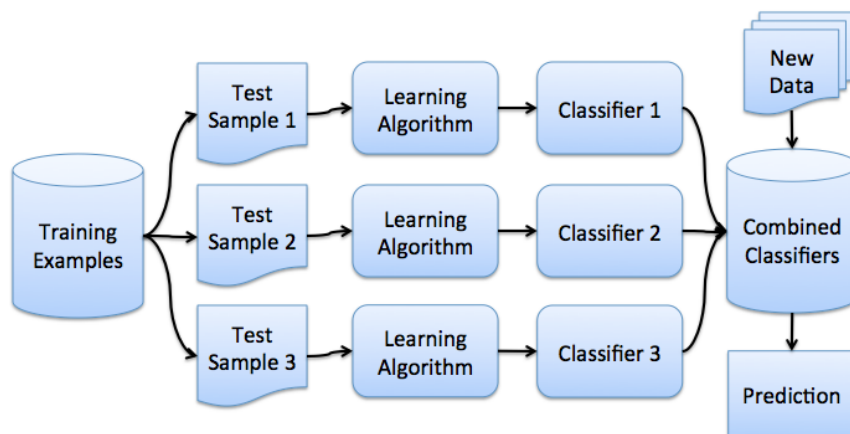 Training
Examples
Test
Sample 1
Learning
Algorithm
Classifier 1
Test
Sample 2
Learning
Algorithm
Classifier 2
Test
Sample 3
Learning
Algorithm
Classifier 3
New
Data
Combined
Classifiers
Prediction